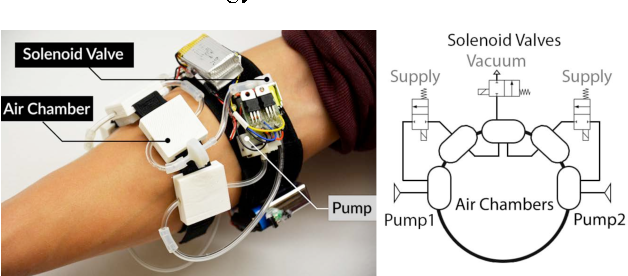 Solenoid Valve
Air Chamber
Pump
Solenoid Valves
Vacuum
Supply
Supply
Air Chambers
Pump1
Pump2